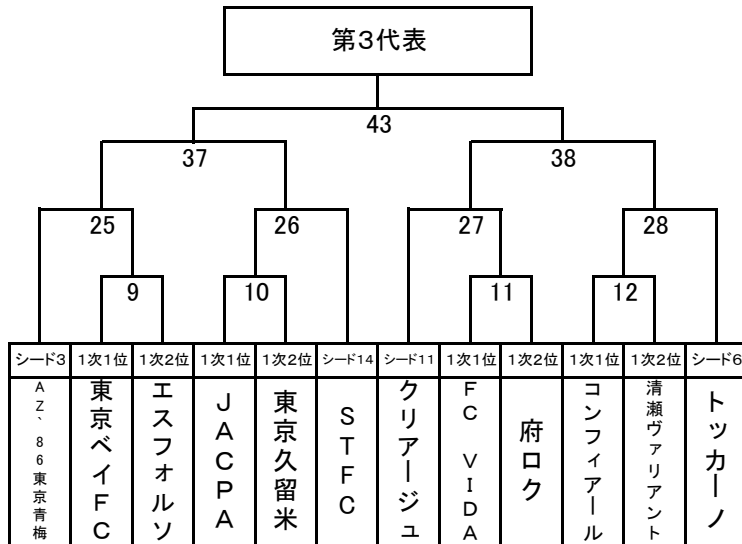 第3代表
43
37
38
25
26
27
28
9
10
11
12
シード3
1次1位
1次2位
1次1位
1次2位
シード14
シード11
1次1位
1次2位
1次1位
1次2位
シード6
AZ、86東京青梅
東京ベイFC
エスフォルソ
JACPA
東京久留米
STFC
クリアージュ
FC VIDA
府ロク
コンフィアール
清瀬ヴァリアント
トッカーノ